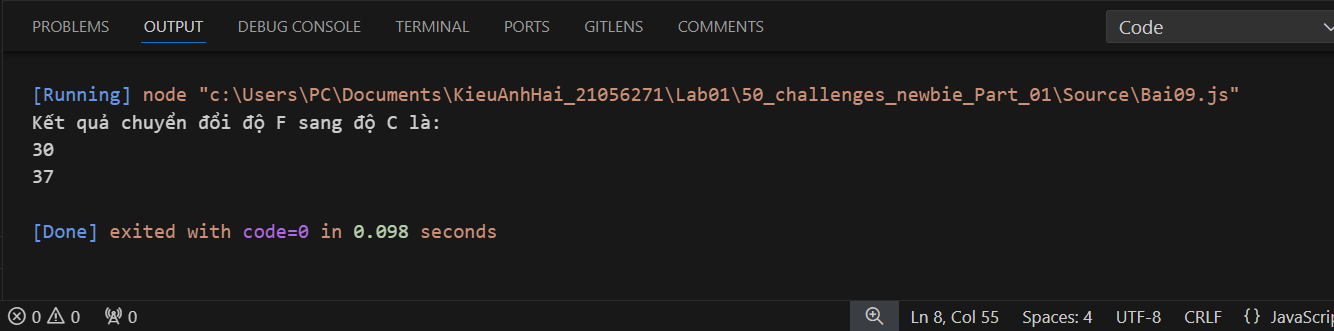 PROBLEMS OUTPUT DEBUG CONSOLE TERMINAL PORTS GITLENS COMMENTS Code
[Running] node "c:\Users\PC\Documents\KieuAnhHai_21056271\Lab01\50_challenges_newbie_Part_01\Source\Bai09.js"
Kết quả chuyển đổi độ F sang độ C là:
30
37
[Done] exited with code=0 in 0.098 seconds
0 0 0 Ln 8, Col 55 Spaces: 4 UTF-8 CRLF {}